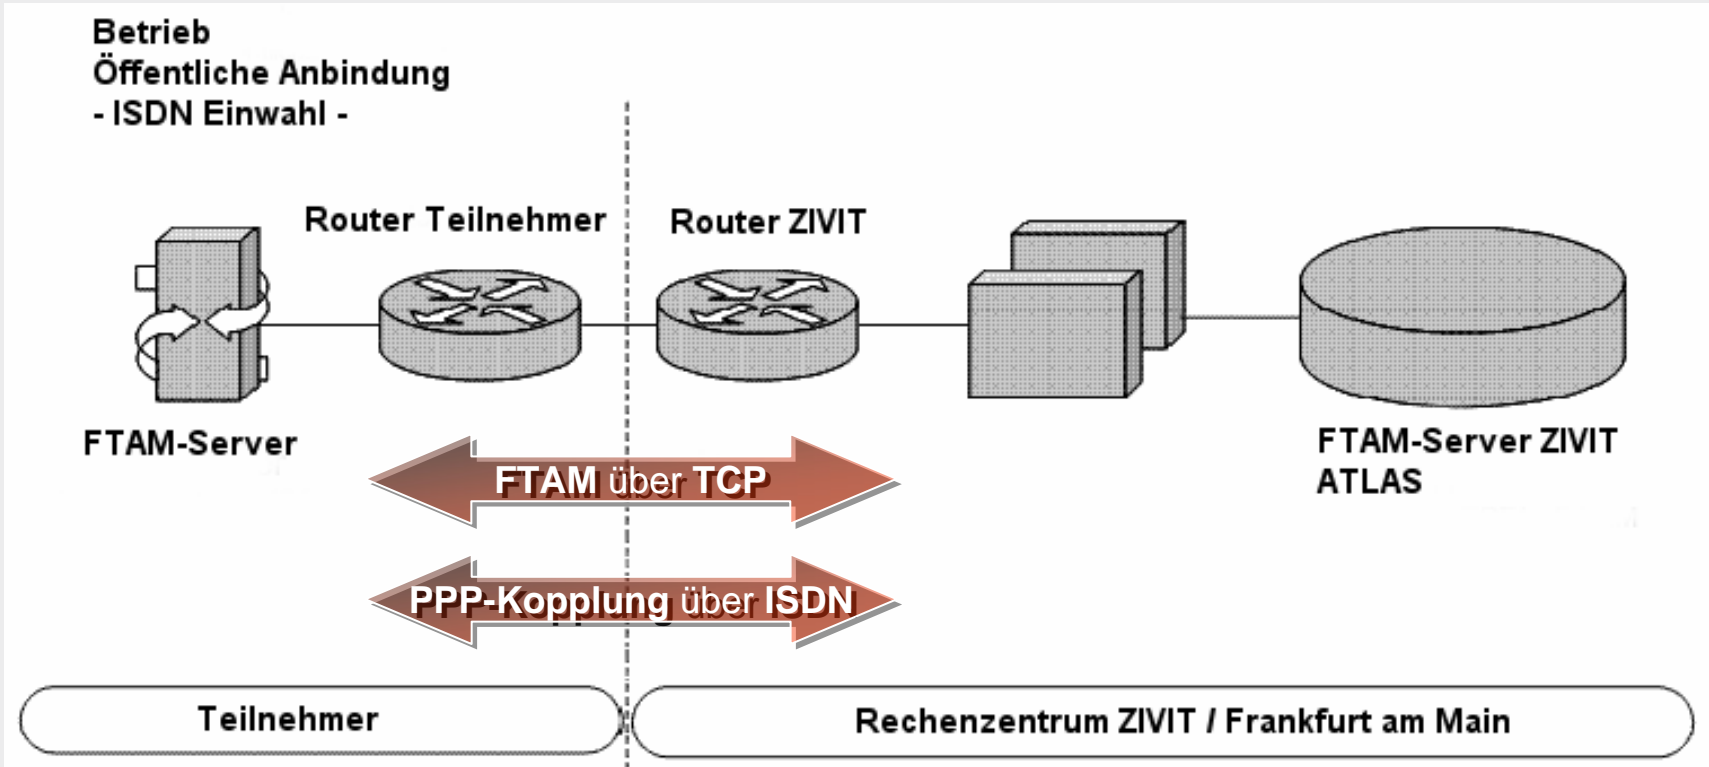 Betrieb
Öffentliche Anbindung
- ISDN Einwahl -
Router Teilnehmer
Router ZIVIT
FTAM-Server
FTAM-Server ZIVIT
ATLAS
FTAM über TCP
PPP-Kopplung über ISDN
Teilnehmer
Rechenzentrum ZIVIT / Frankfurt am Main